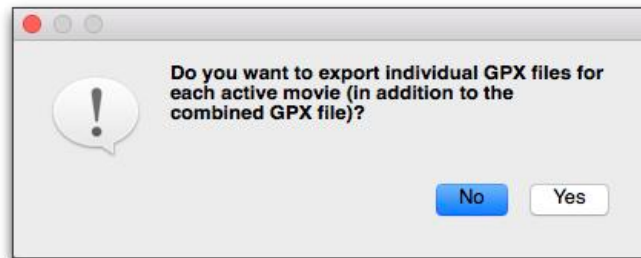 Do you want to export individual GPX files for
each active movie (in addition to the
combined GPX file)?
No Yes